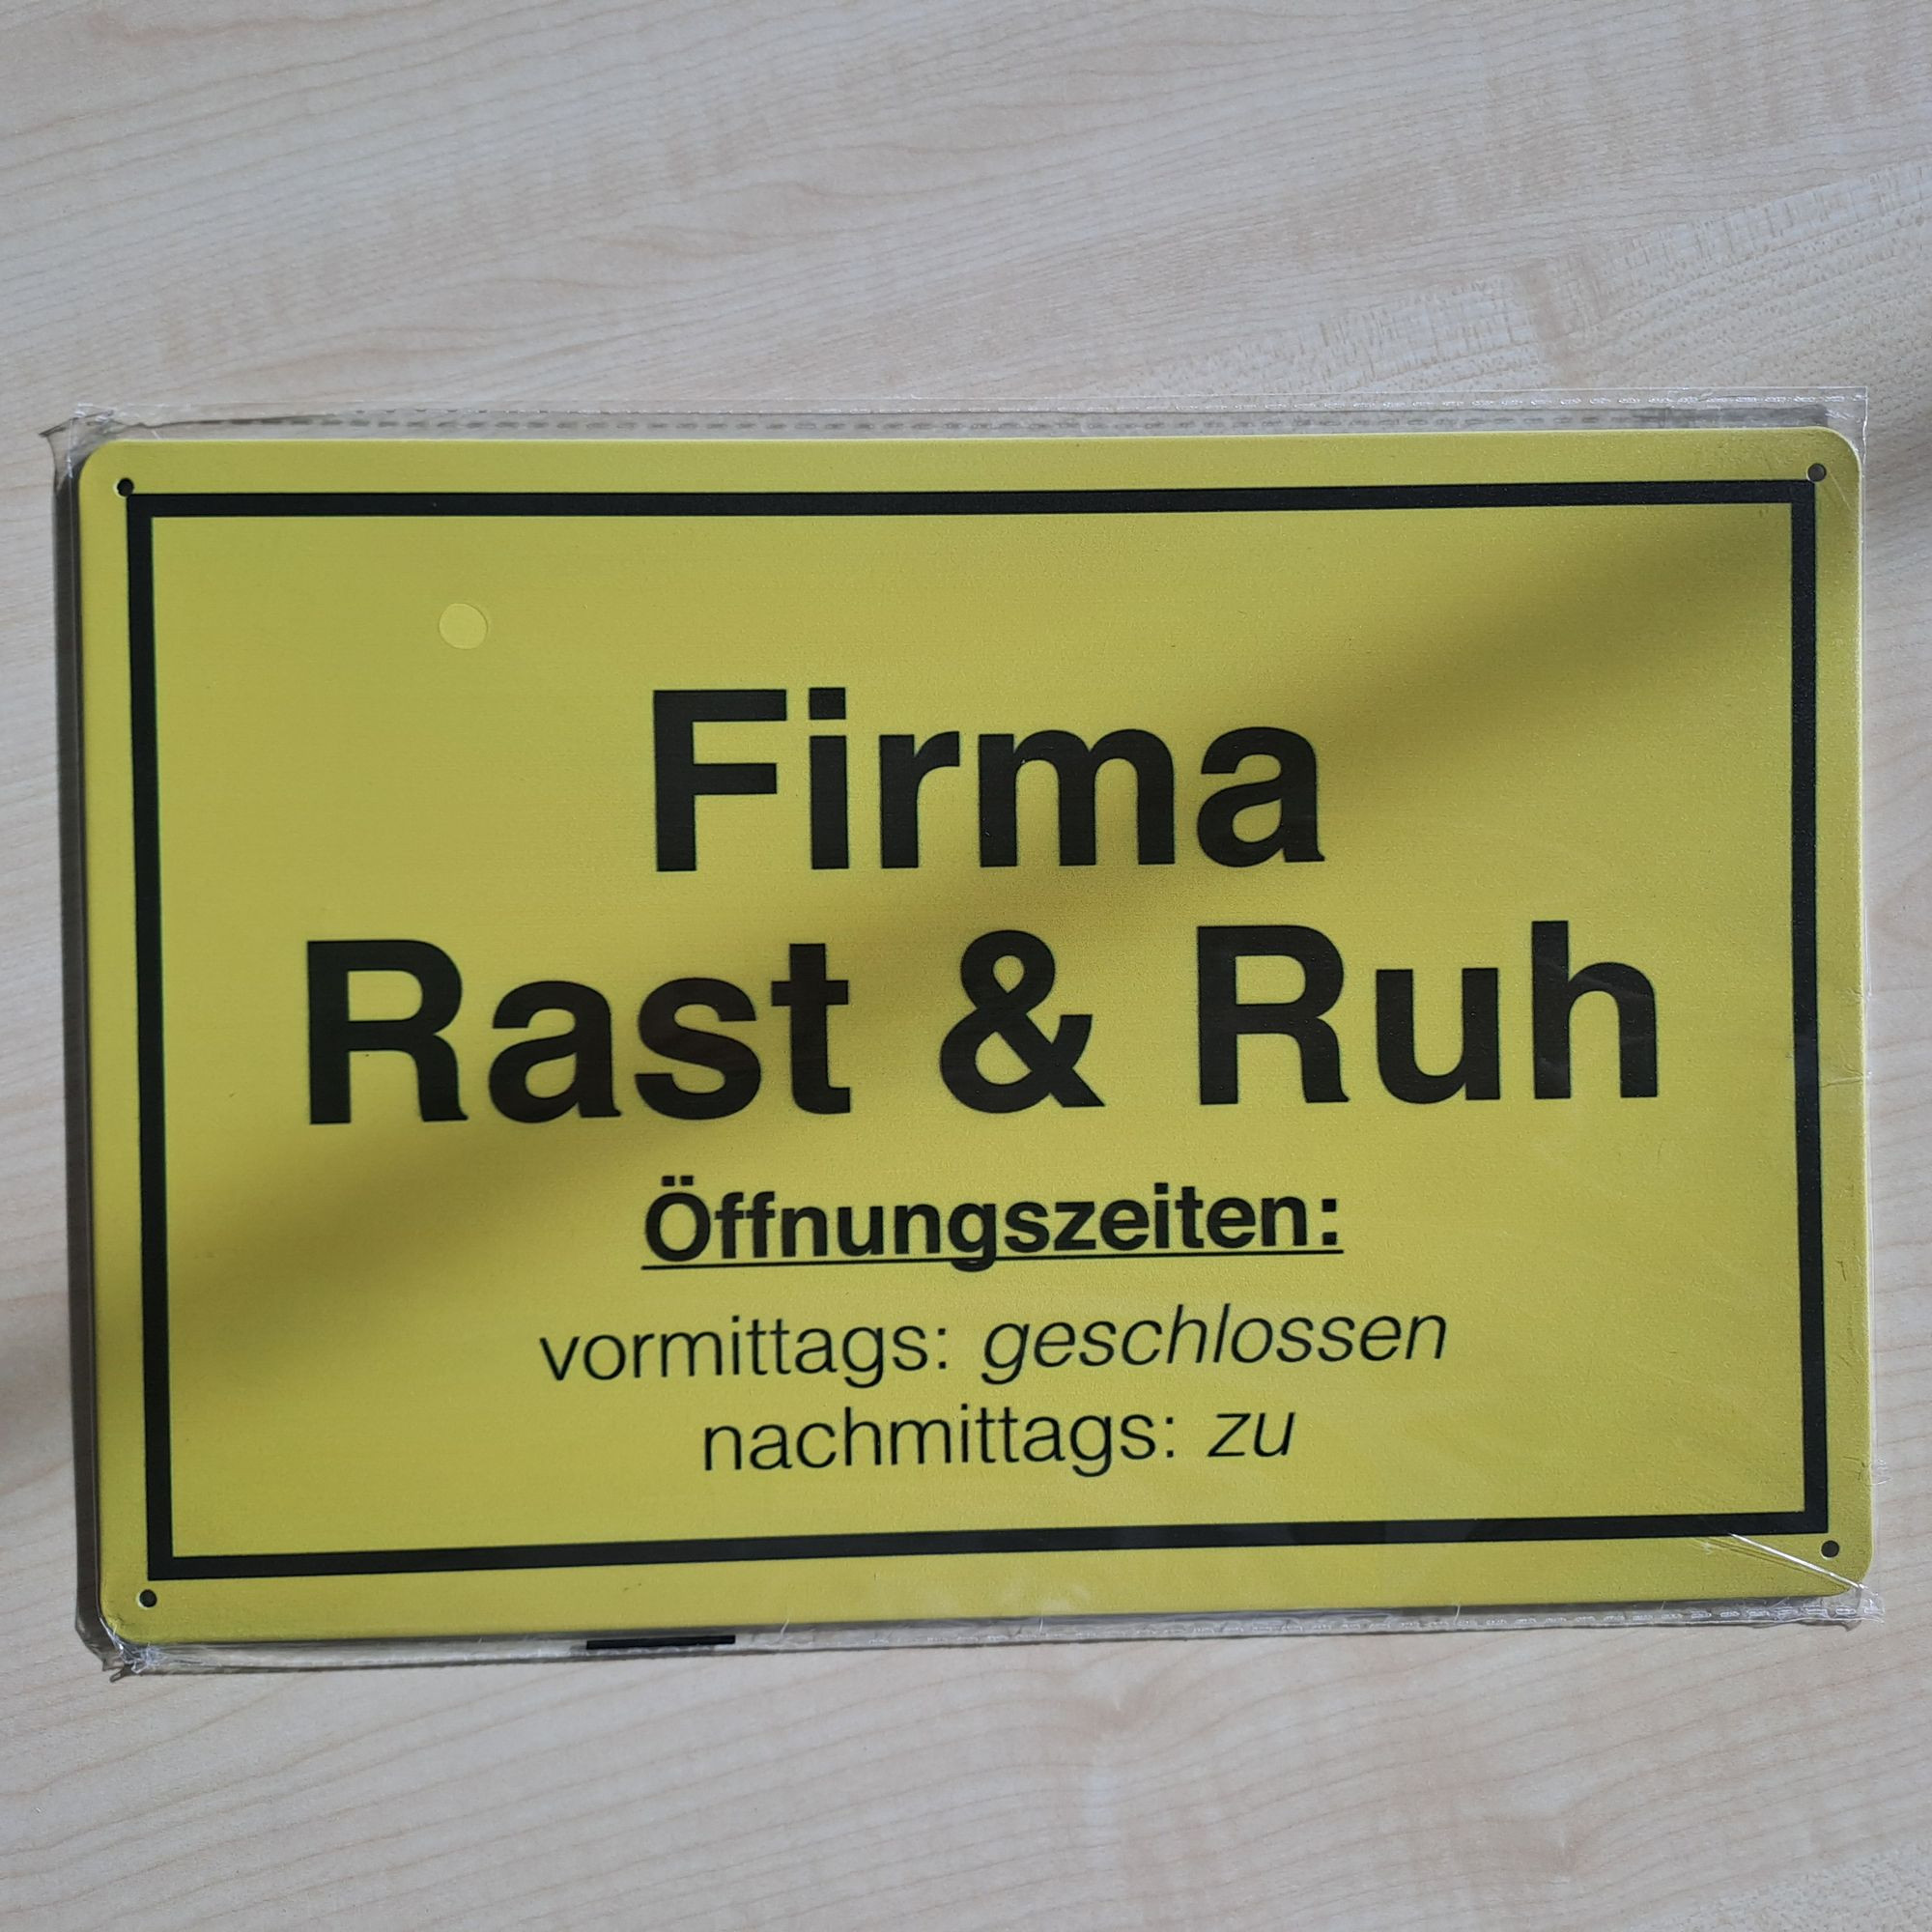 Firma
Rast & Ruh
Öffnungszeiten:
vormittags: geschlossen
nachmittags: zu